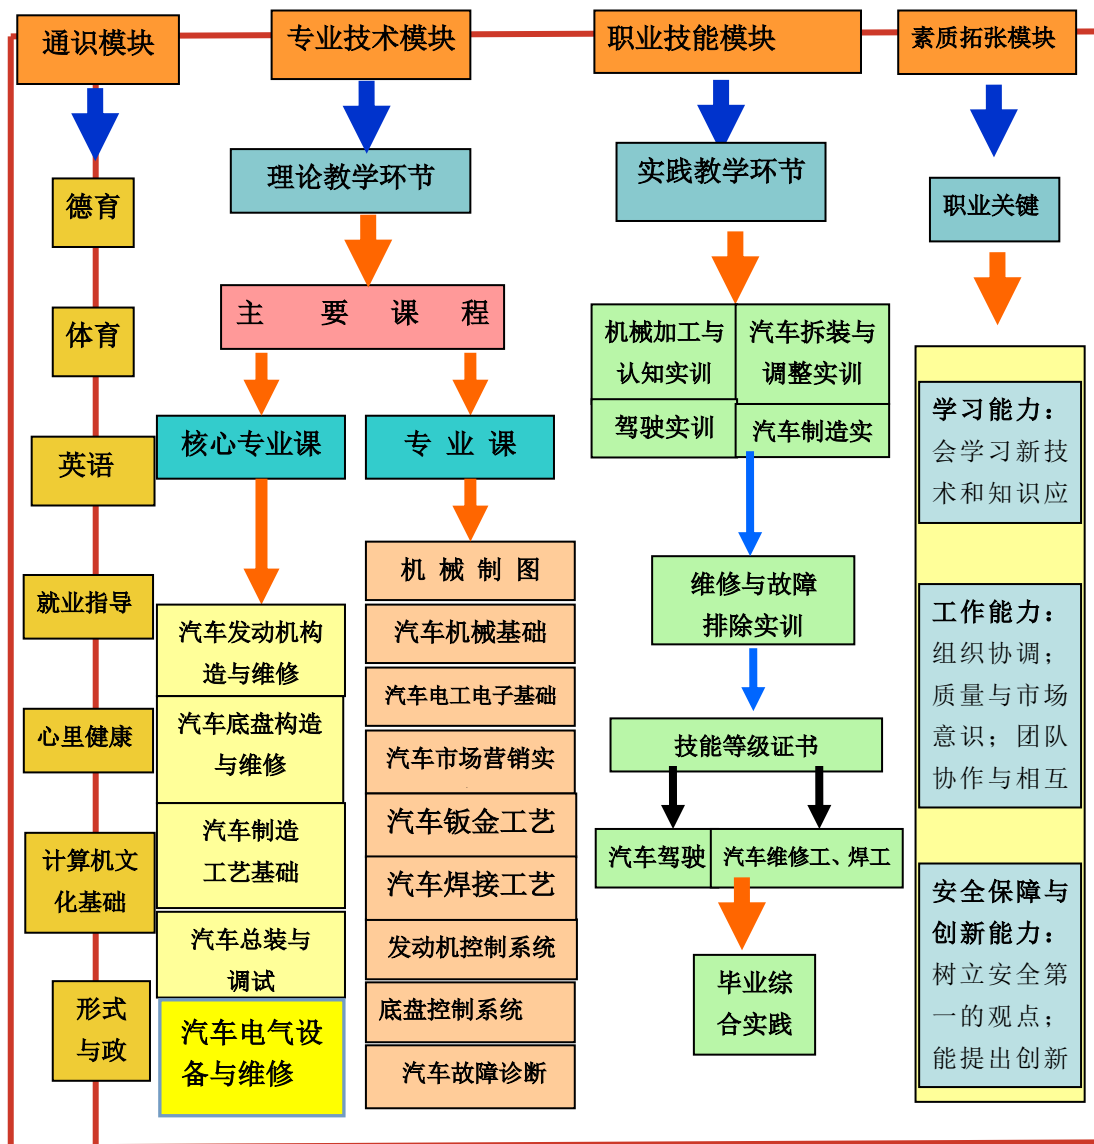 通识模块
德育
体育
英语
就业指导
心里健康
计算机文
化基础
形式
与政
专业技术模块
理论教学环节
主 要 课 程
核心专业课
汽车发动机构
造与维修
汽车底盘构造
与维修
汽车制造
工艺基础
汽车总装与
调试
汽车电气设
备与维修
专 业 课
机 械 制 图
汽车机械基础
汽车电工电子基础
汽车市场营销实
汽车钣金工艺
汽车焊接工艺
发动机控制系统
底盘控制系统
汽车故障诊断
职业技能模块
实践教学环节
机械加工与
认知实训
汽车拆装与
调整实训
驾驶实训
汽车制造实
维修与故障
排除实训
技能等级证书
汽车驾驶
汽车维修工、焊工
毕业综
合实践
素质拓张模块
职业关键
学习能力：
会学习新技
术和知识应
工作能力：
组织协调；
质量与市场
意识；团队
协作与相互
安全保障与
创新能力：
树立安全第
一的观点；
能提出创新